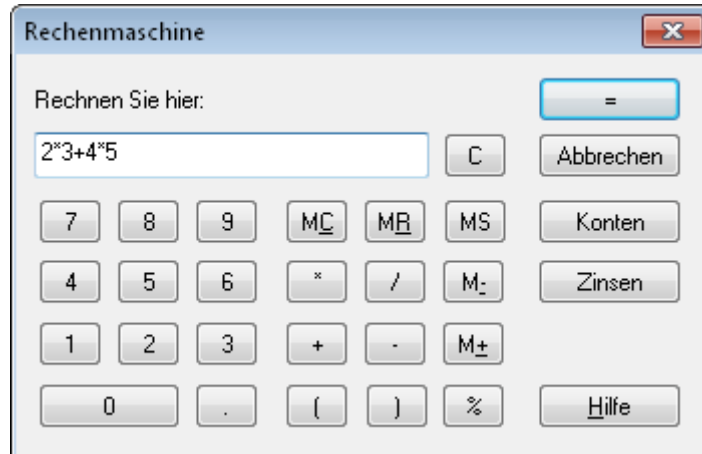 Rechenmaschine
Rechnen Sie hier:
=
2*3+4*5
C
Abbrechen
7 8 9 MC MR MS Konten
4 5 6 * / M- Zinsen
1 2 3 + - M+
0 . ( ) % Hilfe